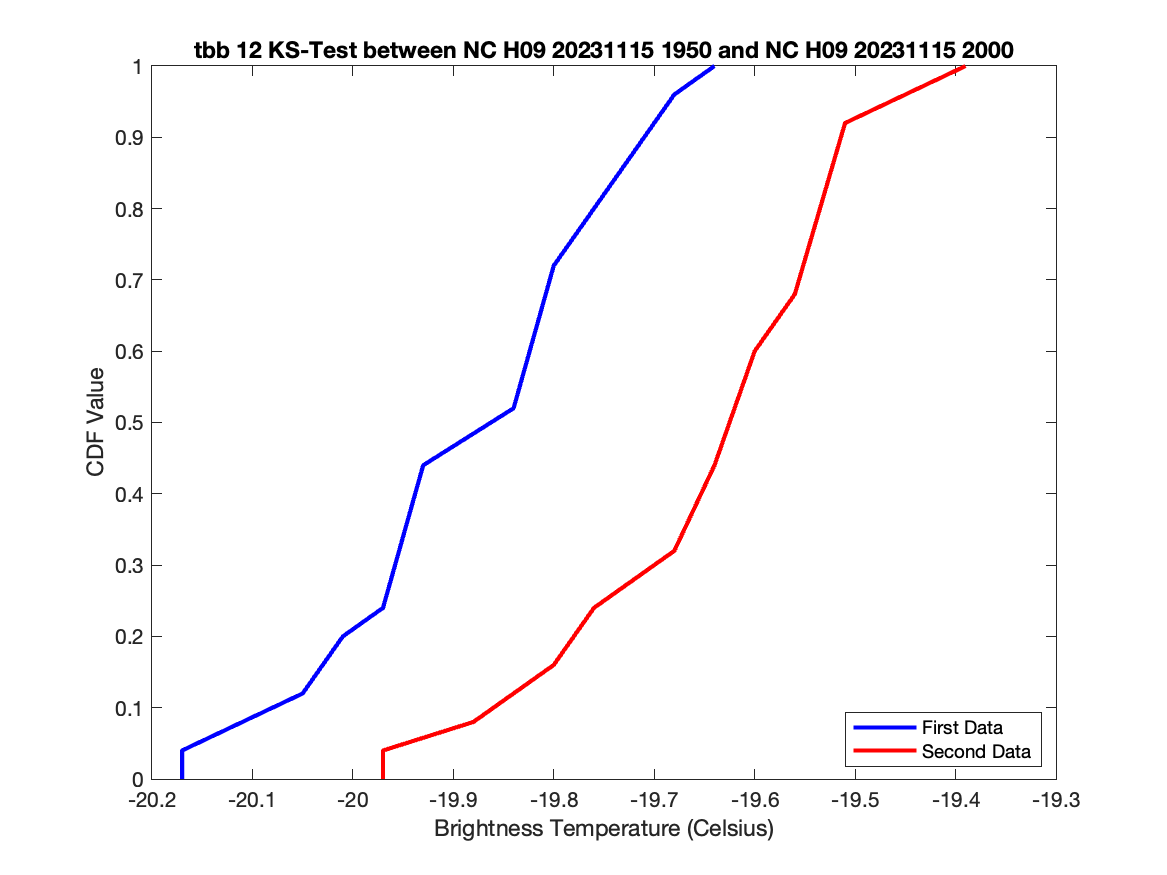 tbb 12 KS-Test between NC H09 20231115 1950 and NC H09 20231115 2000
1
0.9
0.8
0.7
0.6
0.5
0.4
0.3
0.2
0.1
0
CDF Value
First Data
Second Data
-20.2 -20.1 -20 -19.9 -19.8 -19.7 -19.6 -19.5 -19.4 -19.3
Brightness Temperature (Celsius)